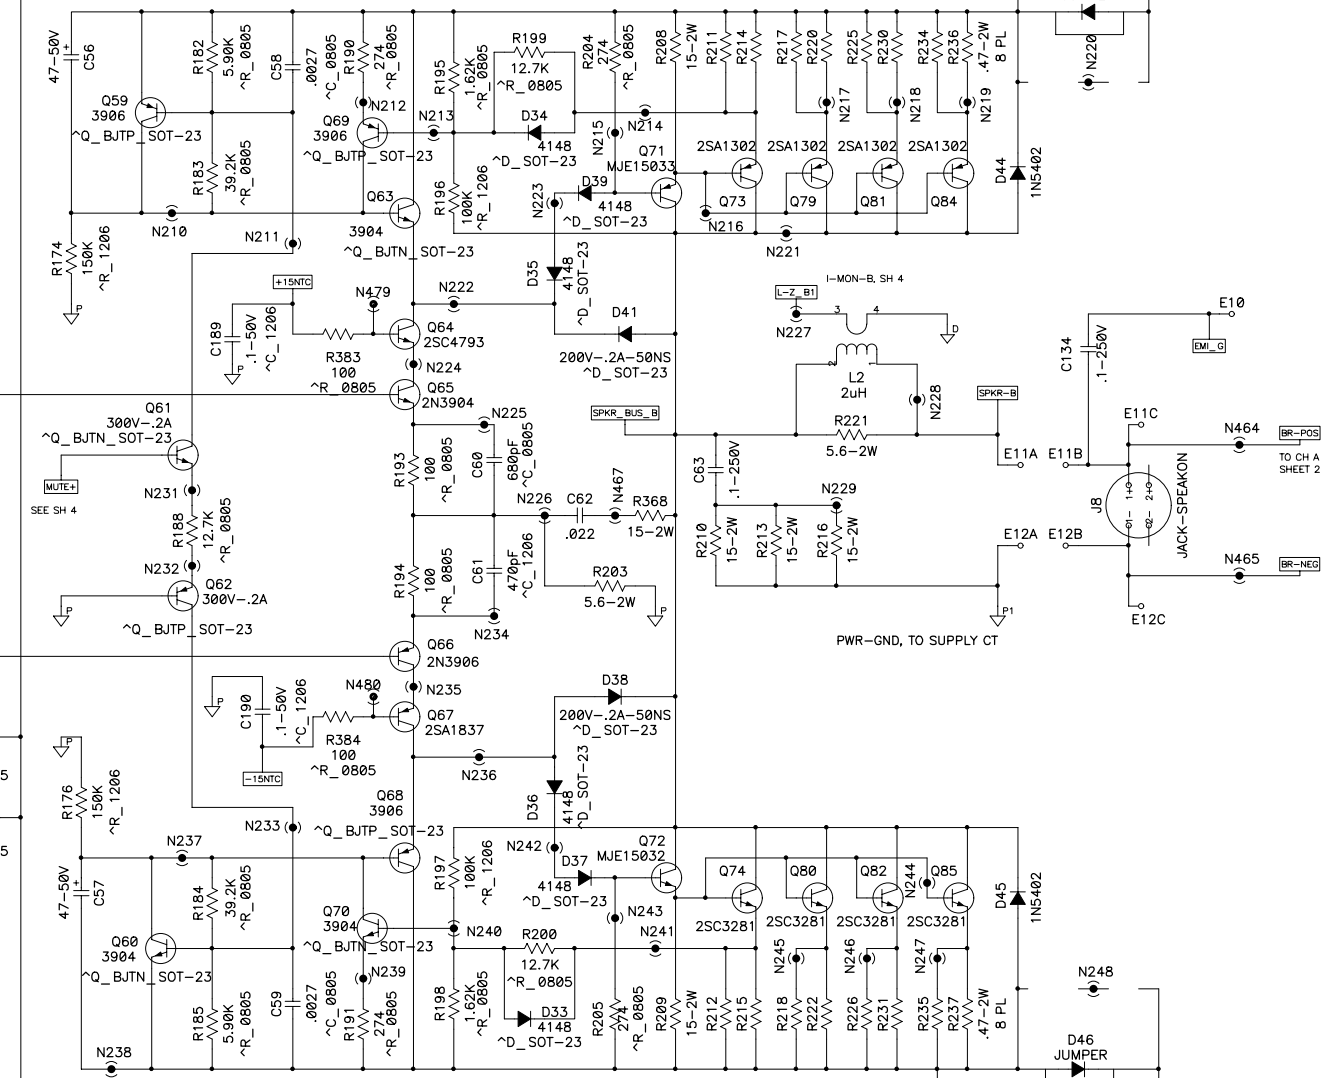 47-50V
C56
R182
5.90K
^R_0805
C58
.0027
^C_0805
R190
274
^R_0805
R195
1.62K
^R_0805
R199
12.7K
^R_0805
R204
274
^R_0805
R208
15-2W
R211
R214
R217
R220
R225
R230
R234
R236
.47-2W
8 PL
N220
Q59
3906
^Q_BJTP_SOT-23
N212
Q69
3906
^Q_BJTP_SOT-23
N213
D34
4148
^D_SOT-23
N215
N214
N217
N218
N219
Q71
MJE15033
2SA1302
2SA1302
2SA1302
2SA1302
R183
39.2K
^R_0805
Q63
3904
^Q_BJTN_SOT-23
R196
100K
^R_1206
N223
D39
4148
^D_SOT-23
Q73
Q79
Q81
Q84
D44
1N5402
N210
N211
N216
N221
R174
150K
^R_1206
P
+15NTC
N479
N222
D35
4148
^D_SOT-23
D41
200V-.2A-50NS
^D_SOT-23
C189
.1-50V
^C_1206
P
R383
100
^R_0805
Q64
2SC4793
N224
Q65
2N3904
I-MON-B, SH 4
L-Z_B1
N227
3
4
D
2
1
L2
2uH
N228
R221
5.6-2W
SPKR_BUS_B
SPKR-B
C134
.1-250V
E10
EMI_G
E11C
N464
BR-POS
TO CH A
SHEET 2
E11A
E11B
Q61
300V-.2A
^Q_BJTN_SOT-23
MUTE+
SEE SH 4
N231
R188
12.7K
^R_0805
N232
Q62
300V-.2A
^Q_BJTP_SOT-23
P
N225
R193
100
^R_0805
C60
680pF
^C_0805
N226
C62
.022
N467
R368
15-2W
C63
.1-250V
R210
15-2W
R213
15-2W
N229
R216
15-2W
E12A
E12B
J8
1+
2+
1-
2-
JACK-SPEAKON
N465
BR-NEG
E12C
P1
PWR-GND, TO SUPPLY CT
R194
100
^R_0805
C61
470pF
^C_1206
R203
5.6-2W
P
N234
Q66
2N3906
N235
Q67
2SA1837
N480
P
C190
.1-50V
^C_1206
-15NTC
R384
100
^R_0805
N236
D38
200V-.2A-50NS
^D_SOT-23
D36
4148
^D_SOT-23
P
5
5
R176
150K
^R_1206
N233
Q68
3906
^Q_BJTP_SOT-23
N237
47-50V
C57
R184
39.2K
^R_0805
R197
100K
^R_1206
N242
D37
4148
^D_SOT-23
Q72
MJE15032
Q74
Q80
Q82
N244
Q85
2SC3281
2SC3281
2SC3281
2SC3281
D45
1N5402
Q60
3904
^Q_BJTN_SOT-23
Q70
3904
^Q_BJTN_SOT-23
N240
N243
N241
R200
12.7K
^R_0805
N245
N246
N247
N248
N239
R185
5.90K
^R_0805
C59
.0027
^C_0805
R191
274
^R_0805
R198
1.62K
^R_0805
D33
4148
^D_SOT-23
R205
274
^R_0805
R209
15-2W
R212
R215
R218
R222
R226
R231
R235
R237
.47-2W
8 PL
N238
D46
JUMPER